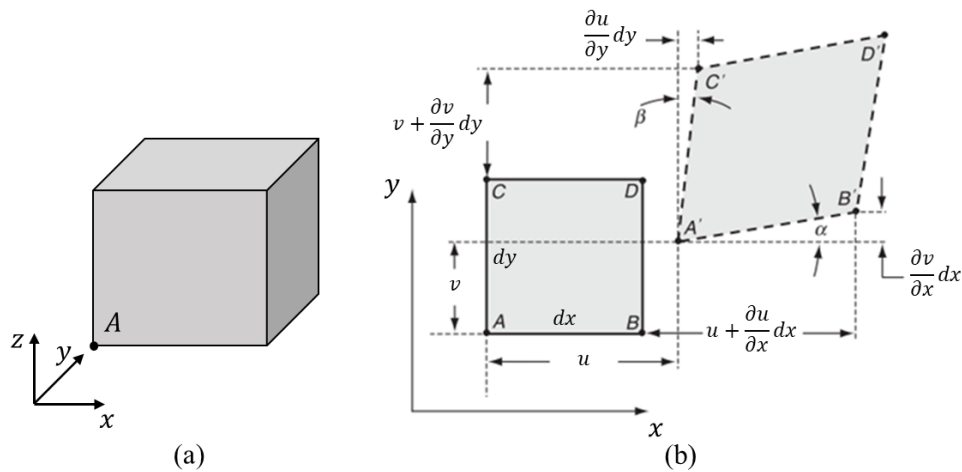 A
z
y
x
(a)
∂u/∂y dy
C'
D'
β
v + ∂v/∂y dy
y
C
D
B'
A'
α
dy
v
∂v/∂x dx
A
dx
B
u + ∂u/∂x dx
u
x
(b)